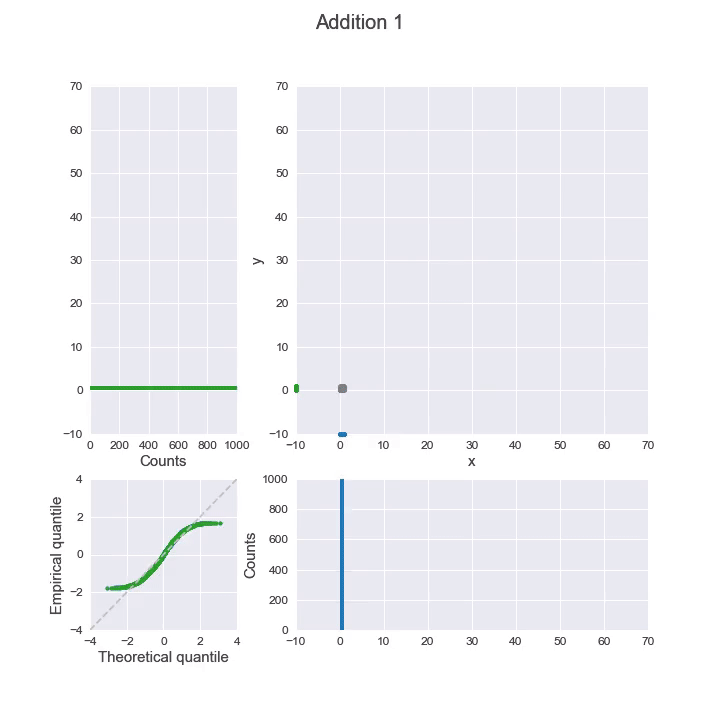 Addition 1
70
60
50
40
30
20
10
0
−10
0 200 400 600 800 1000
Counts
70
60
50
40
30
20
10
0
−10
y
−10 0 10 20 30 40 50 60 70
x
4
2
0
−2
−4
Empirical quantile
−4 −2 0 2 4
Theoretical quantile
1000
800
600
400
200
0
Counts
−10 0 10 20 30 40 50 60 70